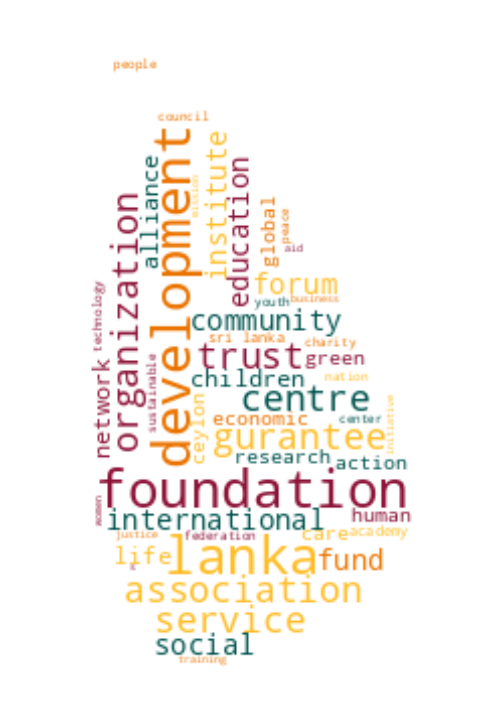 people
council
development
alliance
institute
mission
education
organization
global
peace
aid
forum
youth
business
technology
community
sri lanka
charity
trust
green
network
sustainable
children
nation
centre
ceylon
economic
center
initiative
gurantee
research
action
foundation
women
international
human
justice
federation
care
academy
life
lanka
fund
association
service
social
training